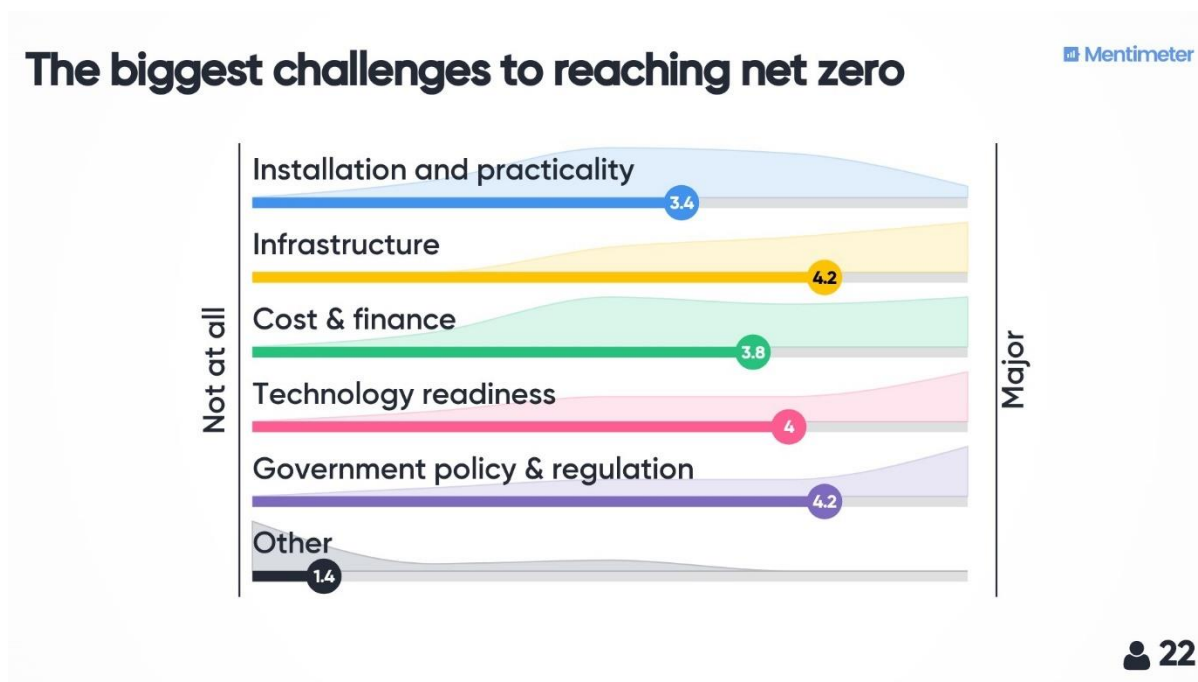 The biggest challenges to reaching net zero
Mentimeter
Not at all
Installation and practicality
3.4
Infrastructure
4.2
Cost & finance
3.8
Technology readiness
4
Government policy & regulation
4.2
Other
1.4
Major
22